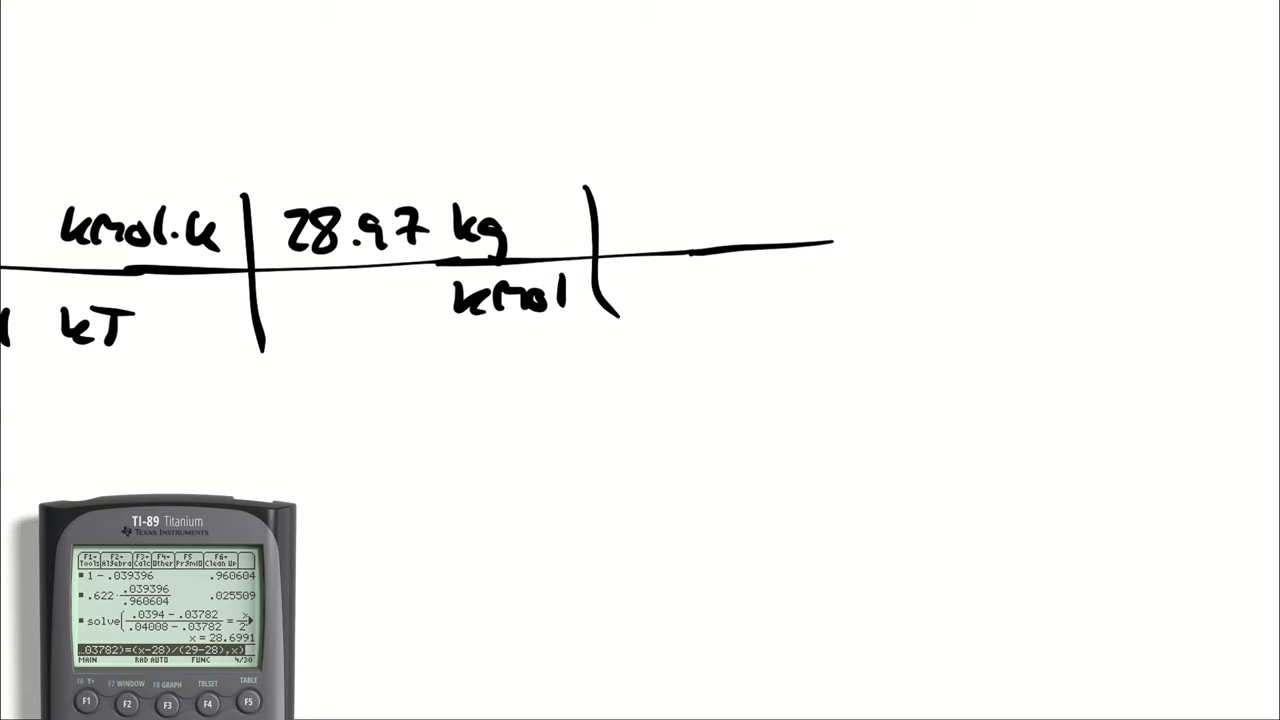 kmol·k 28.97 kg
kT kmol
TI-89 Titanium
TEXAS INSTRUMENTS
F1 F2 F3 F4 F5 F6
Tools Algebra Calc Other PrgmIO Clean Up
1 - .039396 .960604
.622 · .039396 / .960604 .025509
solve( .0394 - .03782 / .04008 - .03782 = x / 2
x = 28.6991
.03782)=(x-28)/(29-28),x)
MAIN RAD AUTO FUNC 4/30
F6 Y= F7 WINDOW F8 GRAPH TBLSET TABLE
F1 F2 F3 F4 F5